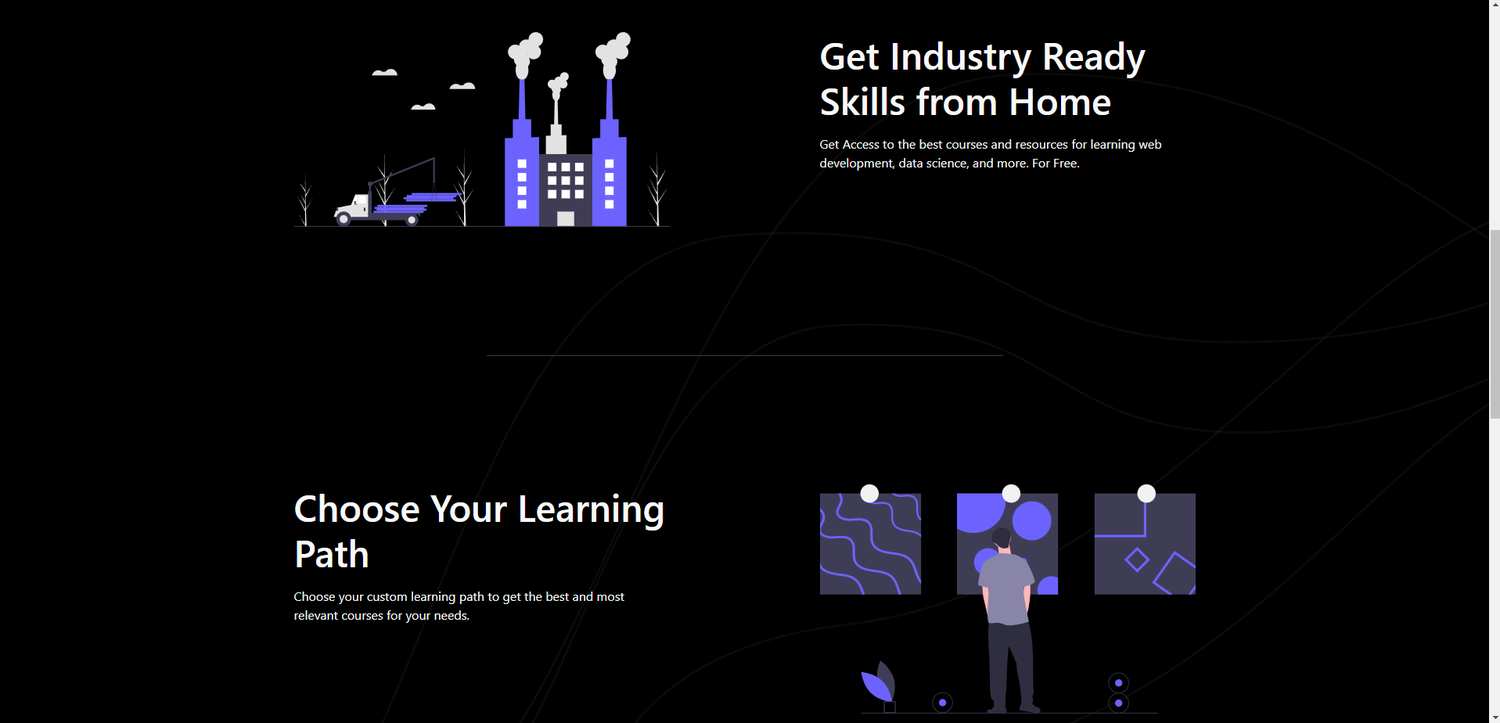 Get Industry Ready
Skills from Home
Get Access to the best courses and resources for learning web
development, data science, and more. For Free.
Choose Your Learning
Path
Choose your custom learning path to get the best and most
relevant courses for your needs.